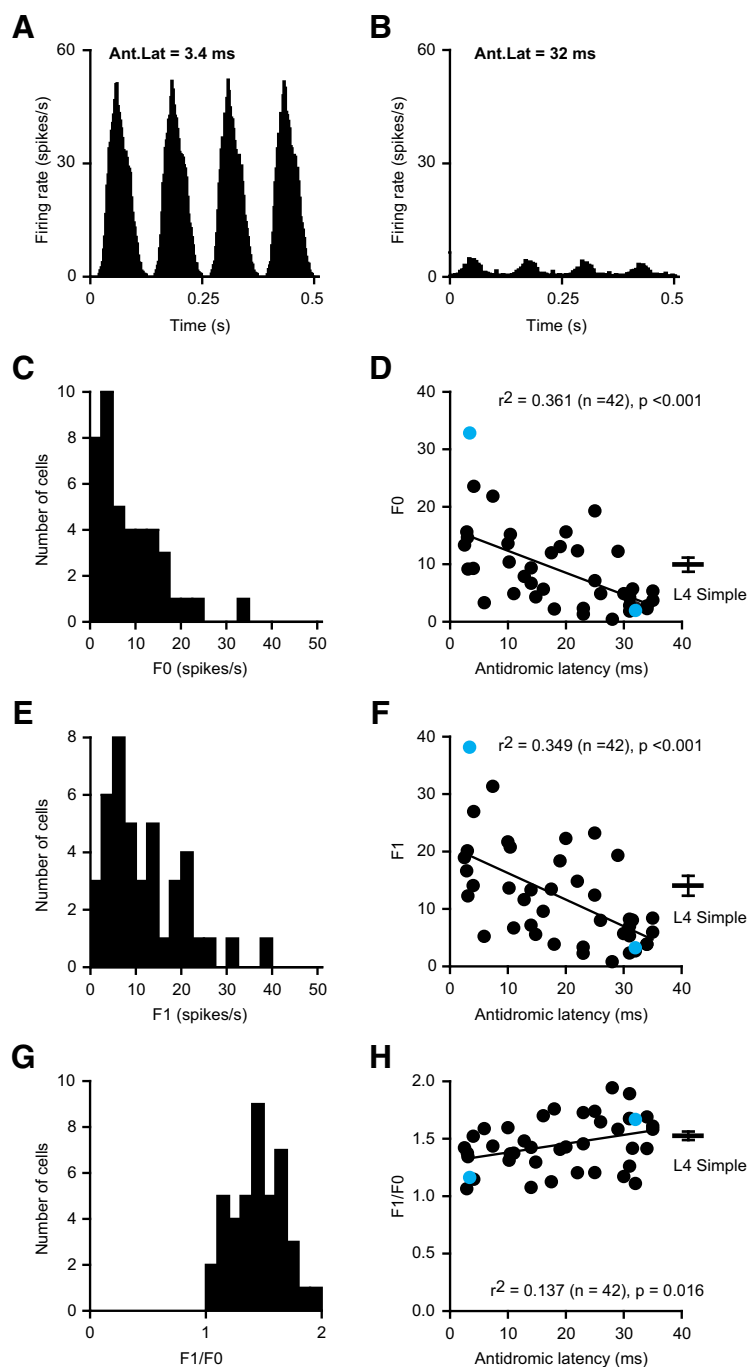 A
Ant.Lat = 3.4 ms
60
30
0
Firing rate (spikes/s)
0
0.25
0.5
Time (s)
B
Ant.Lat = 32 ms
60
30
0
Firing rate (spikes/s)
0
0.25
0.5
Time (s)
C
10
8
6
4
2
0
Number of cells
0
10
20
30
40
50
F0 (spikes/s)
D
r2 = 0.361 (n =42), p <0.001
40
30
20
10
0
F0
L4 Simple
0
10
20
30
40
Antidromic latency (ms)
E
8
6
4
2
0
Number of cells
0
10
20
30
40
50
F1 (spikes/s)
F
r2 = 0.349 (n =42), p <0.001
40
30
20
10
0
F1
L4 Simple
0
10
20
30
40
Antidromic latency (ms)
G
10
8
6
4
2
0
Number of cells
0
1
2
F1/F0
H
2.0
1.5
1.0
0.5
0.0
F1/F0
L4 Simple
r2 = 0.137 (n = 42), p = 0.016
0
10
20
30
40
Antidromic latency (ms)